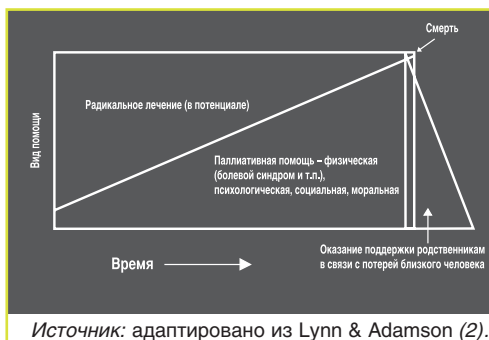 Смерть
Радикальное лечение (в потенциале)
Вид помощи
Паллиативная помощь – физическая
(болевой синдром и т.п.),
психологическая, социальная, моральная
Оказание поддержки родственникам
в связи с потерей близкого человека
Время
Источник: адаптировано из Lynn & Adamson (2).